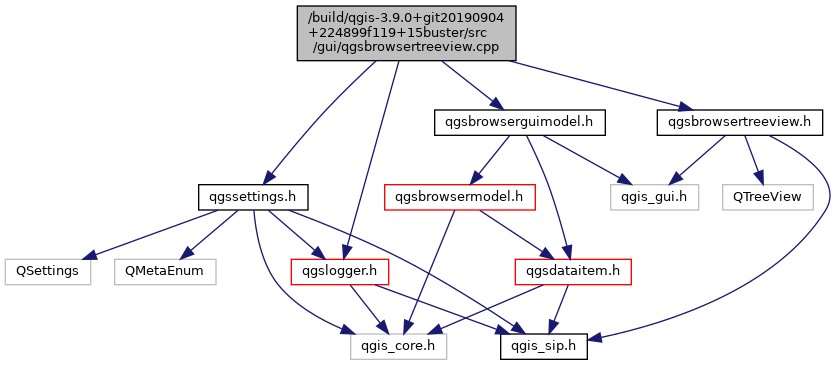 /build/qgis-3.9.0+git20190904
+224899f119+15buster/src
/gui/qgsbrowsertreeview.cpp
qgsbrowserguimodel.h
qgsbrowsertreeview.h
qgssettings.h
qgsbrowsermodel.h
qgis_gui.h
QTreeView
QSettings
QMetaEnum
qgslogger.h
qgsdataitem.h
qgis_core.h
qgis_sip.h